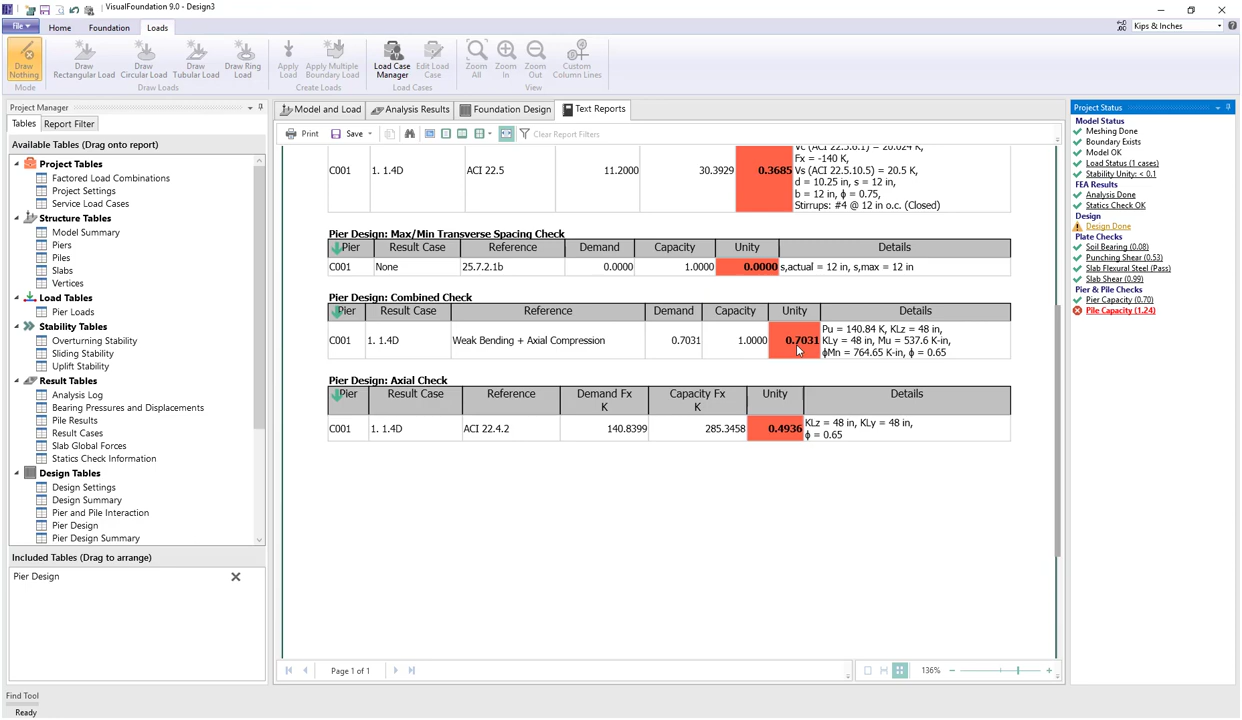 VisualFoundation 9.0 - Design3
File Home Foundation Loads Kips & Inches
Draw Nothing
Draw Rectangular Load
Draw Circular Load
Draw Tubular Load
Draw Ring Load
Apply Load
Apply Multiple Boundary Load
Load Case Manager
Edit Load Case
Zoom All
Zoom In
Zoom Out
Custom Column Lines
Mode Draw Loads Create Loads Load Cases View
Project Manager
Tables Report Filter
Available Tables (Drag onto report)
Project Tables
Factored Load Combinations
Project Settings
Service Load Cases
Structure Tables
Model Summary
Piers
Piles
Slabs
Vertices
Load Tables
Pier Loads
Stability Tables
Overturning Stability
Sliding Stability
Uplift Stability
Result Tables
Analysis Log
Bearing Pressures and Displacements
Pile Results
Result Cases
Slab Global Forces
Statics Check Information
Design Tables
Design Settings
Design Summary
Pier and Pile Interaction
Pier Design
Pier Design Summary
Included Tables (Drag to arrange)
Pier Design
Find Tool
Ready
Model and Load Analysis Results Foundation Design Text Reports
Print Save Clear Report Filters
C001 1. 1.4D ACI 22.5 11.2000 30.3929 0.3685
Fx = -140 K,
Vs (ACI 22.5.10.5) = 20.5 K,
d = 10.25 in, s = 12 in,
b = 12 in, ϕ = 0.75,
Stirrups: #4 @ 12 in o.c. (Closed)
Pier Design: Max/Min Transverse Spacing Check
Pier Result Case Reference Demand Capacity Unity Details
C001 None 25.7.2.1b 0.0000 1.0000 0.0000 s,actual = 12 in, s,max = 12 in
Pier Design: Combined Check
Pier Result Case Reference Demand Capacity Unity Details
C001 1. 1.4D Weak Bending + Axial Compression 0.7031 1.0000 0.7031 Pu = 140.84 K, KLz = 48 in,
KLy = 48 in, Mu = 537.6 K-in,
ϕMn = 764.65 K-in, ϕ = 0.65
Pier Design: Axial Check
Pier Result Case Reference Demand Fx Capacity Fx Unity Details
K K
C001 1. 1.4D ACI 22.4.2 140.8399 285.3458 0.4936 KLz = 48 in, KLy = 48 in,
ϕ = 0.65
Page 1 of 1 136%
Project Status
Model Status
Meshing Done
Boundary Exists
Model OK
Load Status (1 cases)
Stability Unity: < 0.1
FEA Results
Analysis Done
Statics Check OK
Design
Design Done
Plate Checks
Soil Bearing (0.08)
Punching Shear (0.53)
Slab Flexural Steel (Pass)
Slab Shear (0.99)
Pier & Pile Checks
Pier Capacity (0.70)
Pile Capacity (1.24)